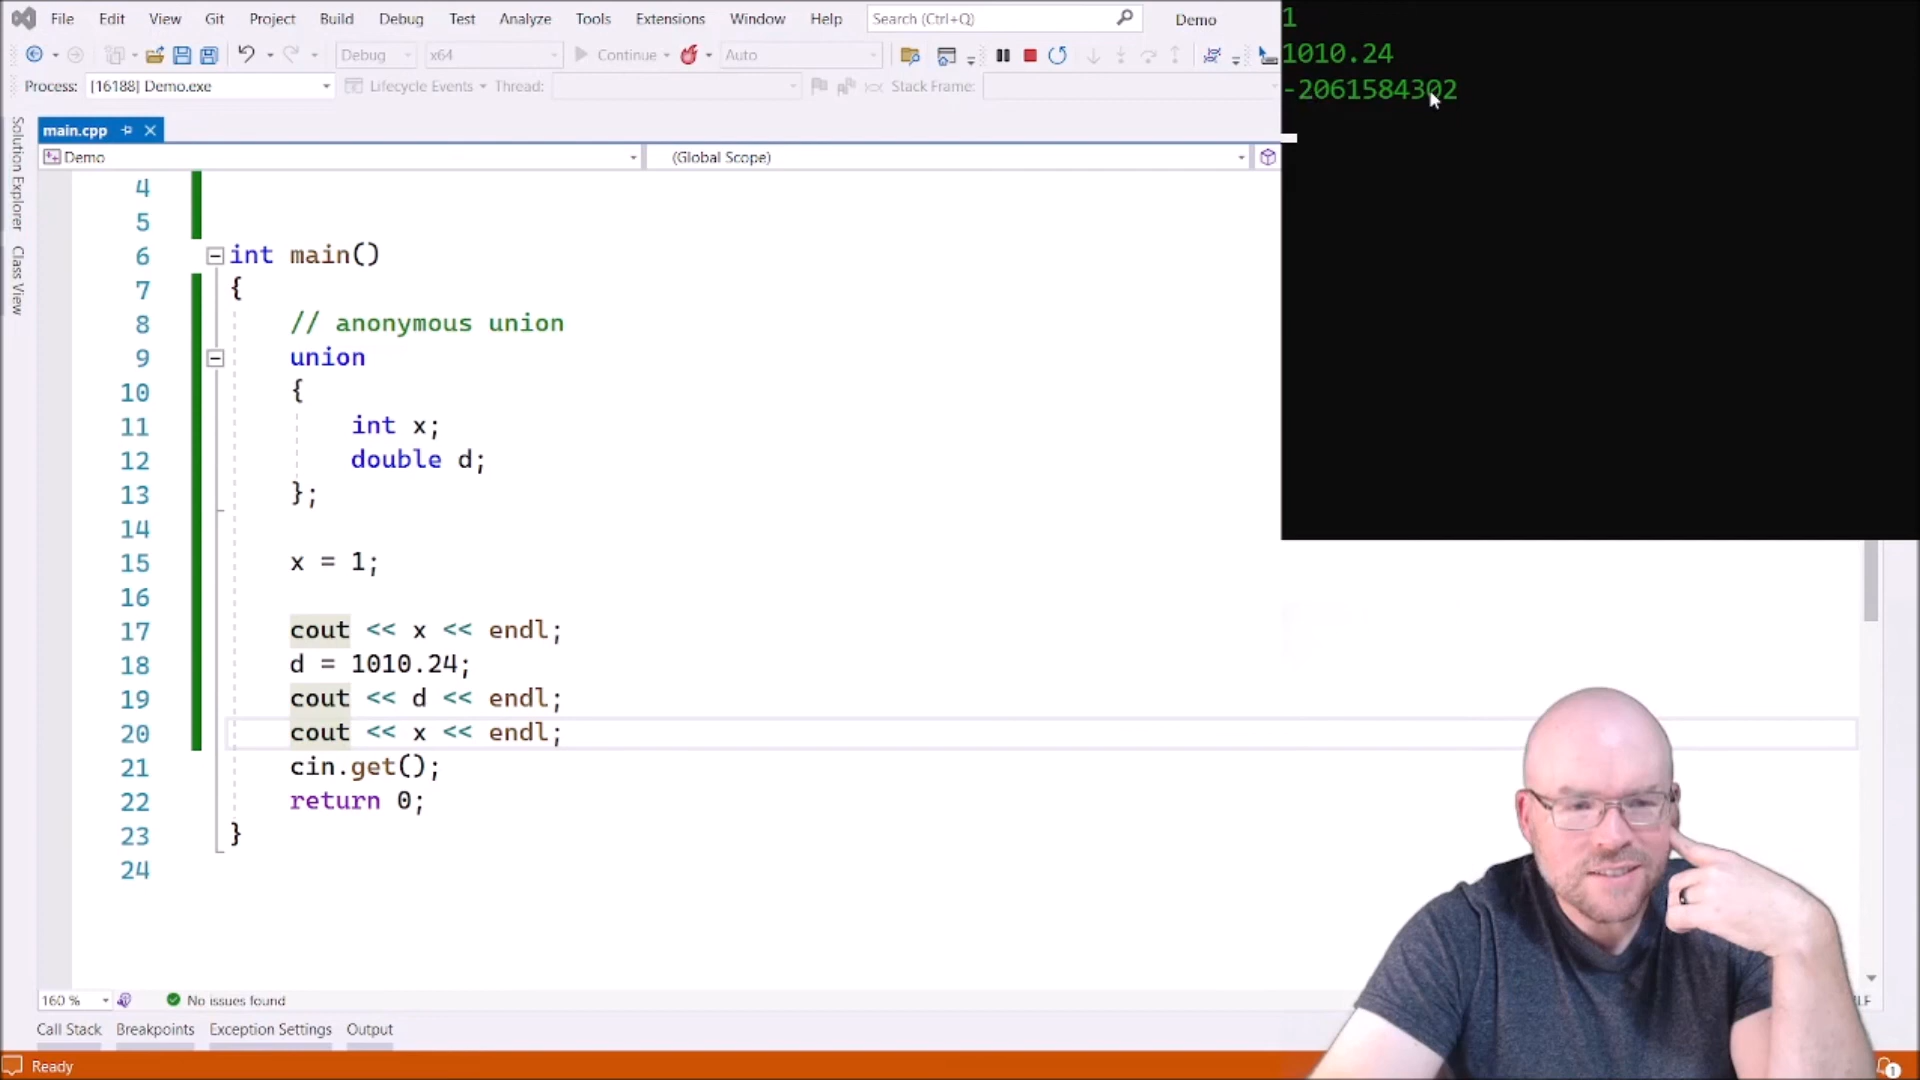 File Edit View Git Project Build Debug Test Analyze Tools Extensions Window Help Search (Ctrl+Q) Demo
Debug x64 Continue Auto
Process: [16188] Demo.exe Lifecycle Events Thread: Stack Frame:
main.cpp
Demo (Global Scope)
Solution Explorer
Class View
4
5
6 int main()
7 {
8 // anonymous union
9 union
10 {
11 int x;
12 double d;
13 };
14
15 x = 1;
16
17 cout << x << endl;
18 d = 1010.24;
19 cout << d << endl;
20 cout << x << endl;
21 cin.get();
22 return 0;
23 }
24
1
1010.24
-2061584302
160 % No issues found
Call Stack Breakpoints Exception Settings Output
Ready
1